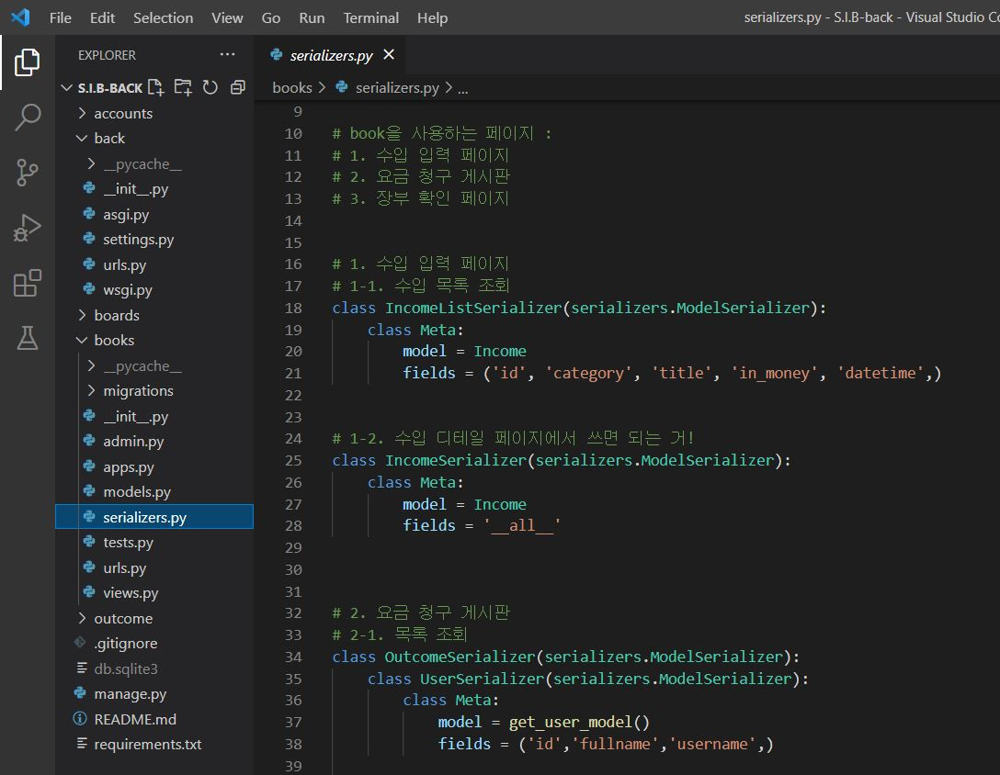 File Edit Selection View Go Run Terminal Help
serializers.py - S.I.B-back - Visual Studio Co
EXPLORER
S.I.B-BACK
accounts
back
__pycache__
__init__.py
asgi.py
settings.py
urls.py
wsgi.py
boards
books
__pycache__
migrations
__init__.py
admin.py
apps.py
models.py
serializers.py
tests.py
urls.py
views.py
outcome
.gitignore
db.sqlite3
manage.py
README.md
requirements.txt
serializers.py
books > serializers.py > ...
9
10 # book을 사용하는 페이지 :
11 # 1. 수입 입력 페이지
12 # 2. 요금 청구 게시판
13 # 3. 장부 확인 페이지
14
15
16 # 1. 수입 입력 페이지
17 # 1-1. 수입 목록 조회
18 class IncomeListSerializer(serializers.ModelSerializer):
19 class Meta:
20 model = Income
21 fields = ('id', 'category', 'title', 'in_money', 'datetime',)
22
23
24 # 1-2. 수입 디테일 페이지에서 쓰면 되는 거!
25 class IncomeSerializer(serializers.ModelSerializer):
26 class Meta:
27 model = Income
28 fields = '__all__'
29
30
31
32 # 2. 요금 청구 게시판
33 # 2-1. 목록 조회
34 class OutcomeSerializer(serializers.ModelSerializer):
35 class UserSerializer(serializers.ModelSerializer):
36 class Meta:
37 model = get_user_model()
38 fields = ('id','fullname','username',)
39